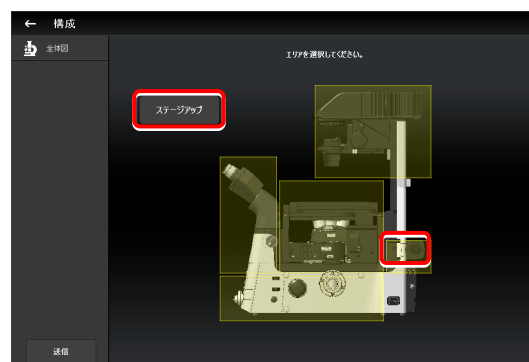 ← 構成
全体図
エリアを選択してください。
ステージアップ
送信